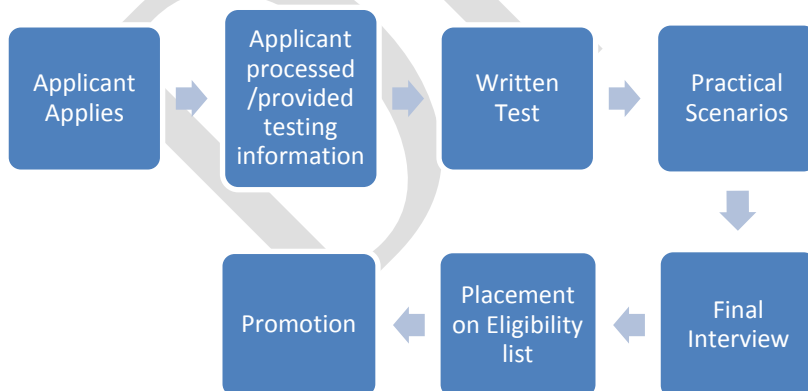 Applicant
Applies
Applicant
processed
/provided
testing
information
Written
Test
Practical
Scenarios
Final
Interview
Placement
on Eligibility
list
Promotion